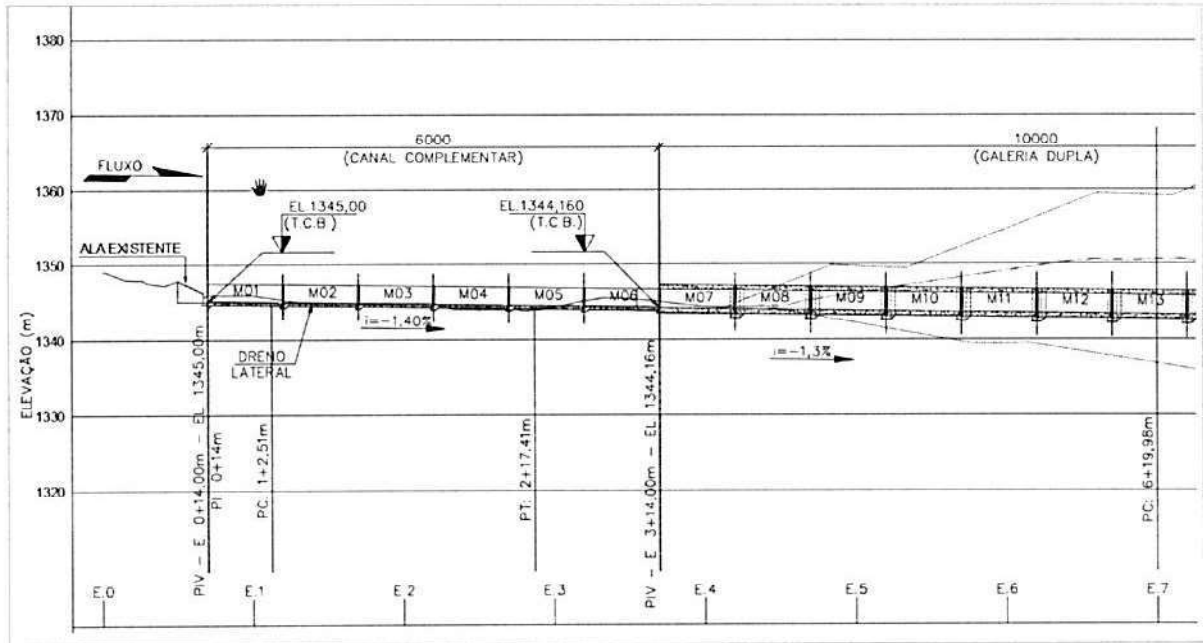 1380
1370
1360
1350
1340
1330
1320
ELEVAÇÃO (m)
6000
(CANAL COMPLEMENTAR)
10000
(GALERIA DUPLA)
FLUXO
EL.1345,00
(T.C.B.)
EL.1344,160
(T.C.B.)
ALA EXISTENTE
M01 M02 M03 M04 M05 M06 M07 M08 M09 M10 M11 M12 M13
i=-1,40%
i=-1,3%
DRENO
LATERAL
PIV - E 0+14.00m - EL 1345,00m
PI 0+14m
PC: 1+2,51m
PT: 2+17,41m
PIV - E 3+14.00m - EL 1344,16m
PC: 6+19,98m
E.0 E.1 E.2 E.3 E.4 E.5 E.6 E.7